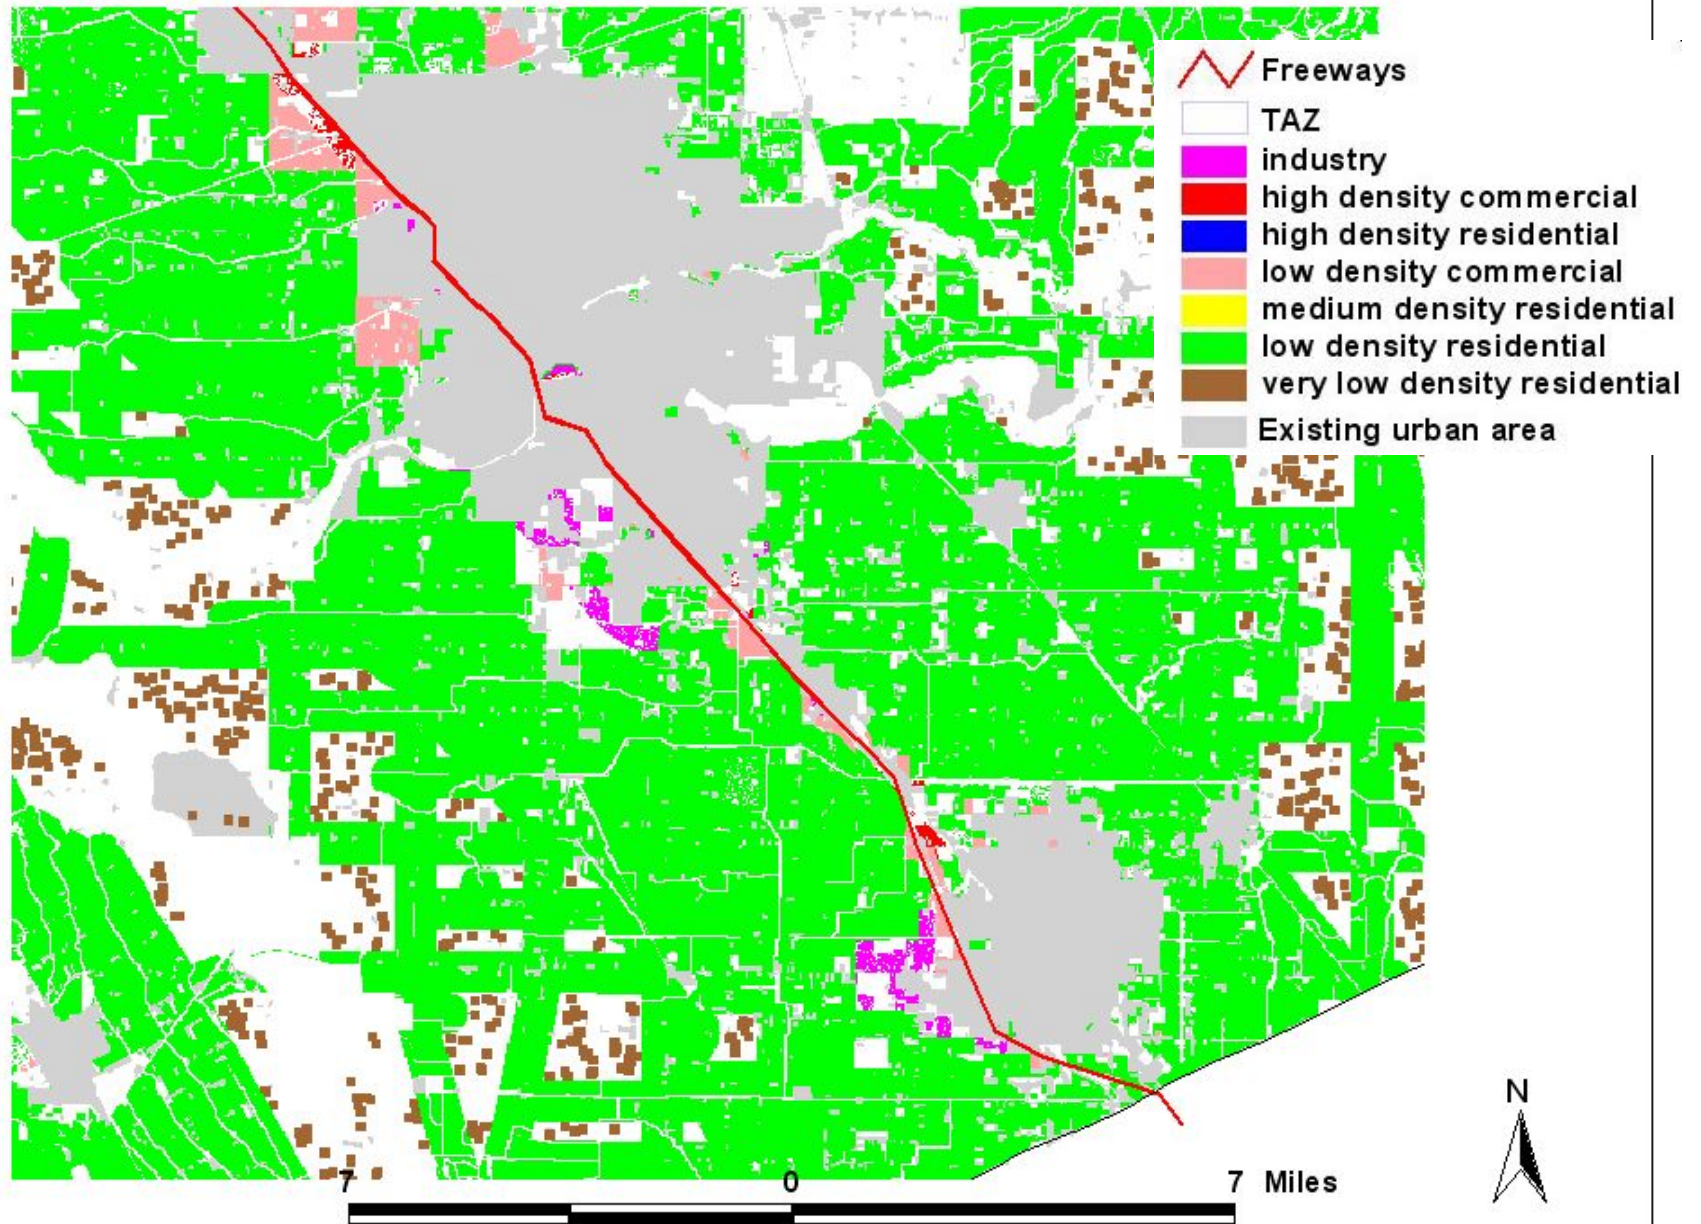 Freeways
TAZ
industry
high density commercial
high density residential
low density commercial
medium density residential
low density residential
very low density residential
Existing urban area
N
7 0 7 Miles